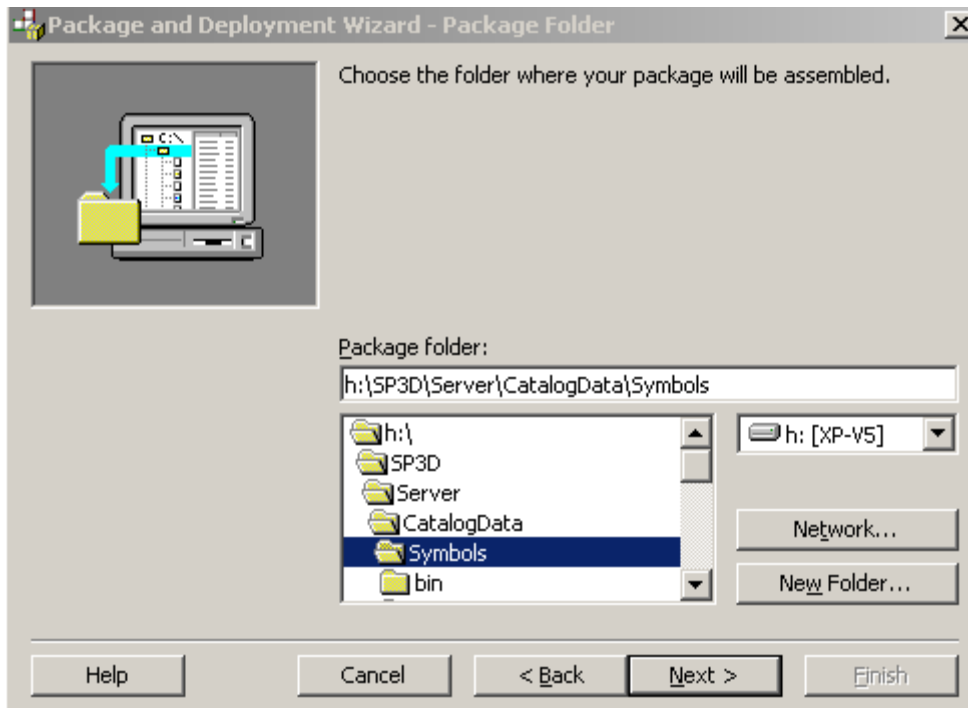 Package and Deployment Wizard - Package Folder
Choose the folder where your package will be assembled.
C:\
Package folder:
h:\SP3D\Server\CatalogData\Symbols
h:\
h: [XP-V5]
SP3D
Server
CatalogData
Symbols
Network...
bin
New Folder...
Help
Cancel
< Back
Next >
Finish